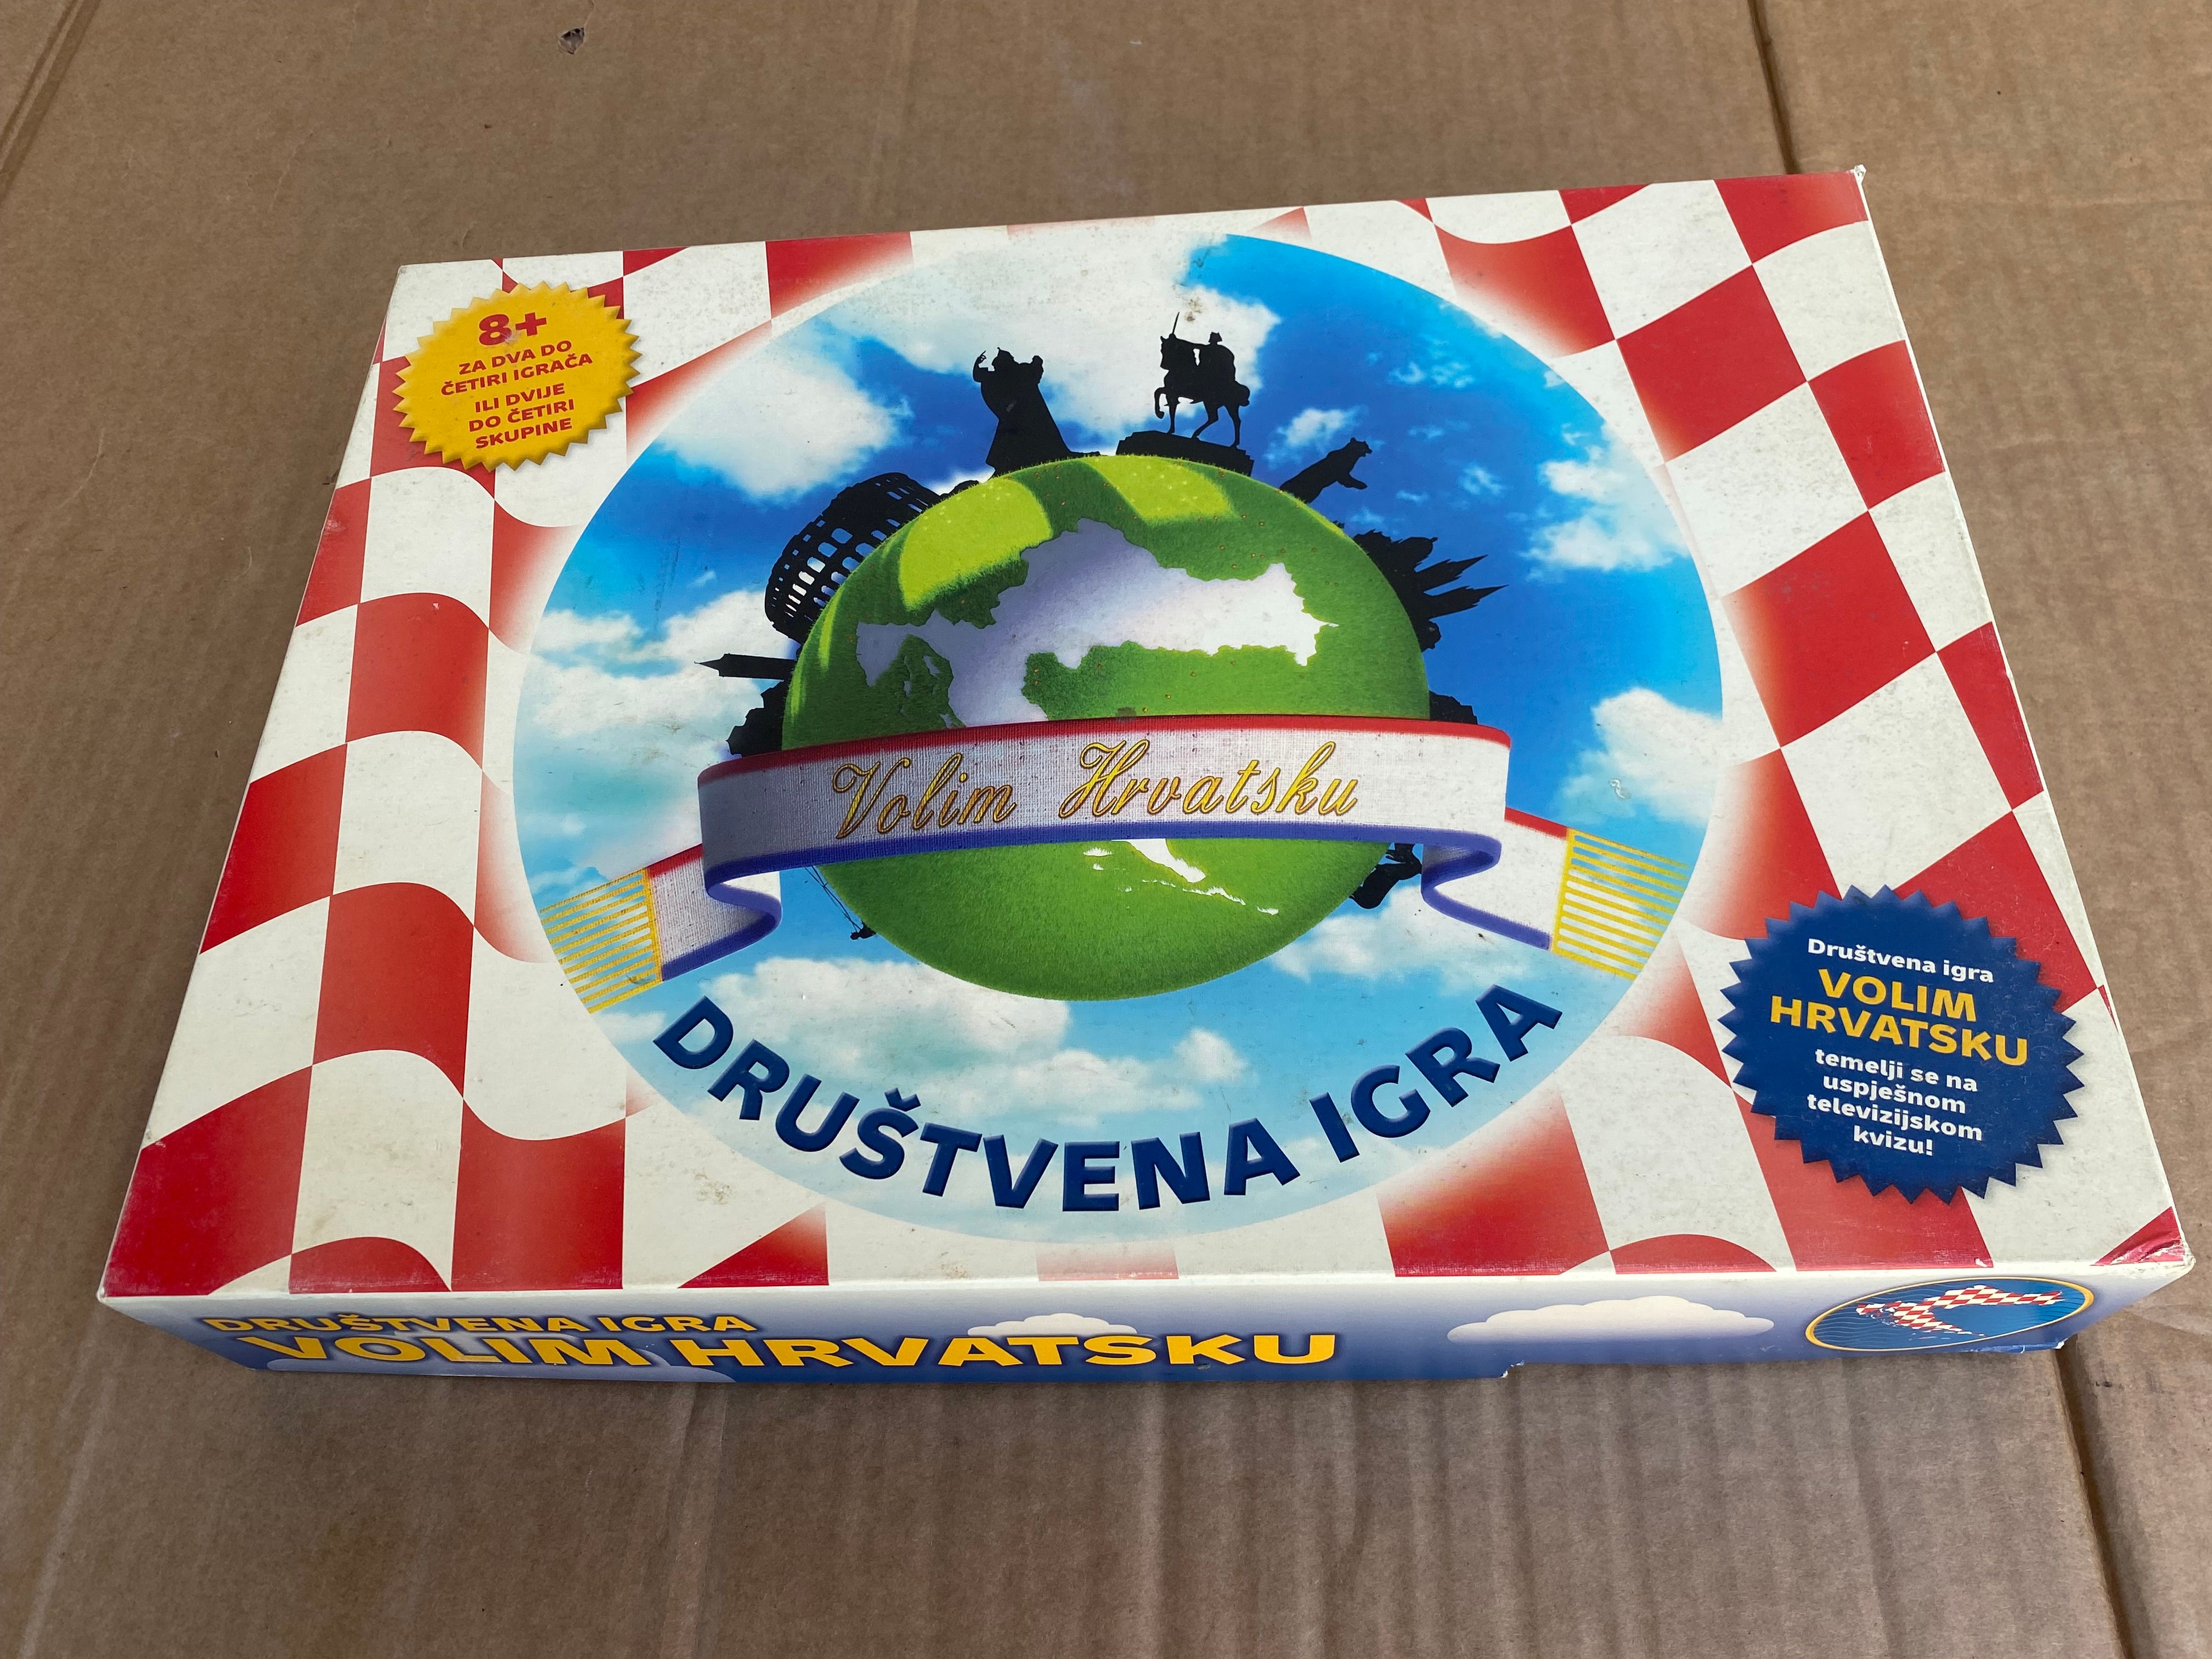 8+
ZA DVA DO
ČETIRI IGRAČA
ILI DVIJE
DO ČETIRI
SKUPINE
Volim Hrvatsku
DRUŠTVENA IGRA
Društvena igra
VOLIM
HRVATSKU
temelji se na
uspješnom
televizijskom
kvizu!
DRUŠTVENA IGRA
VOLIM HRVATSKU